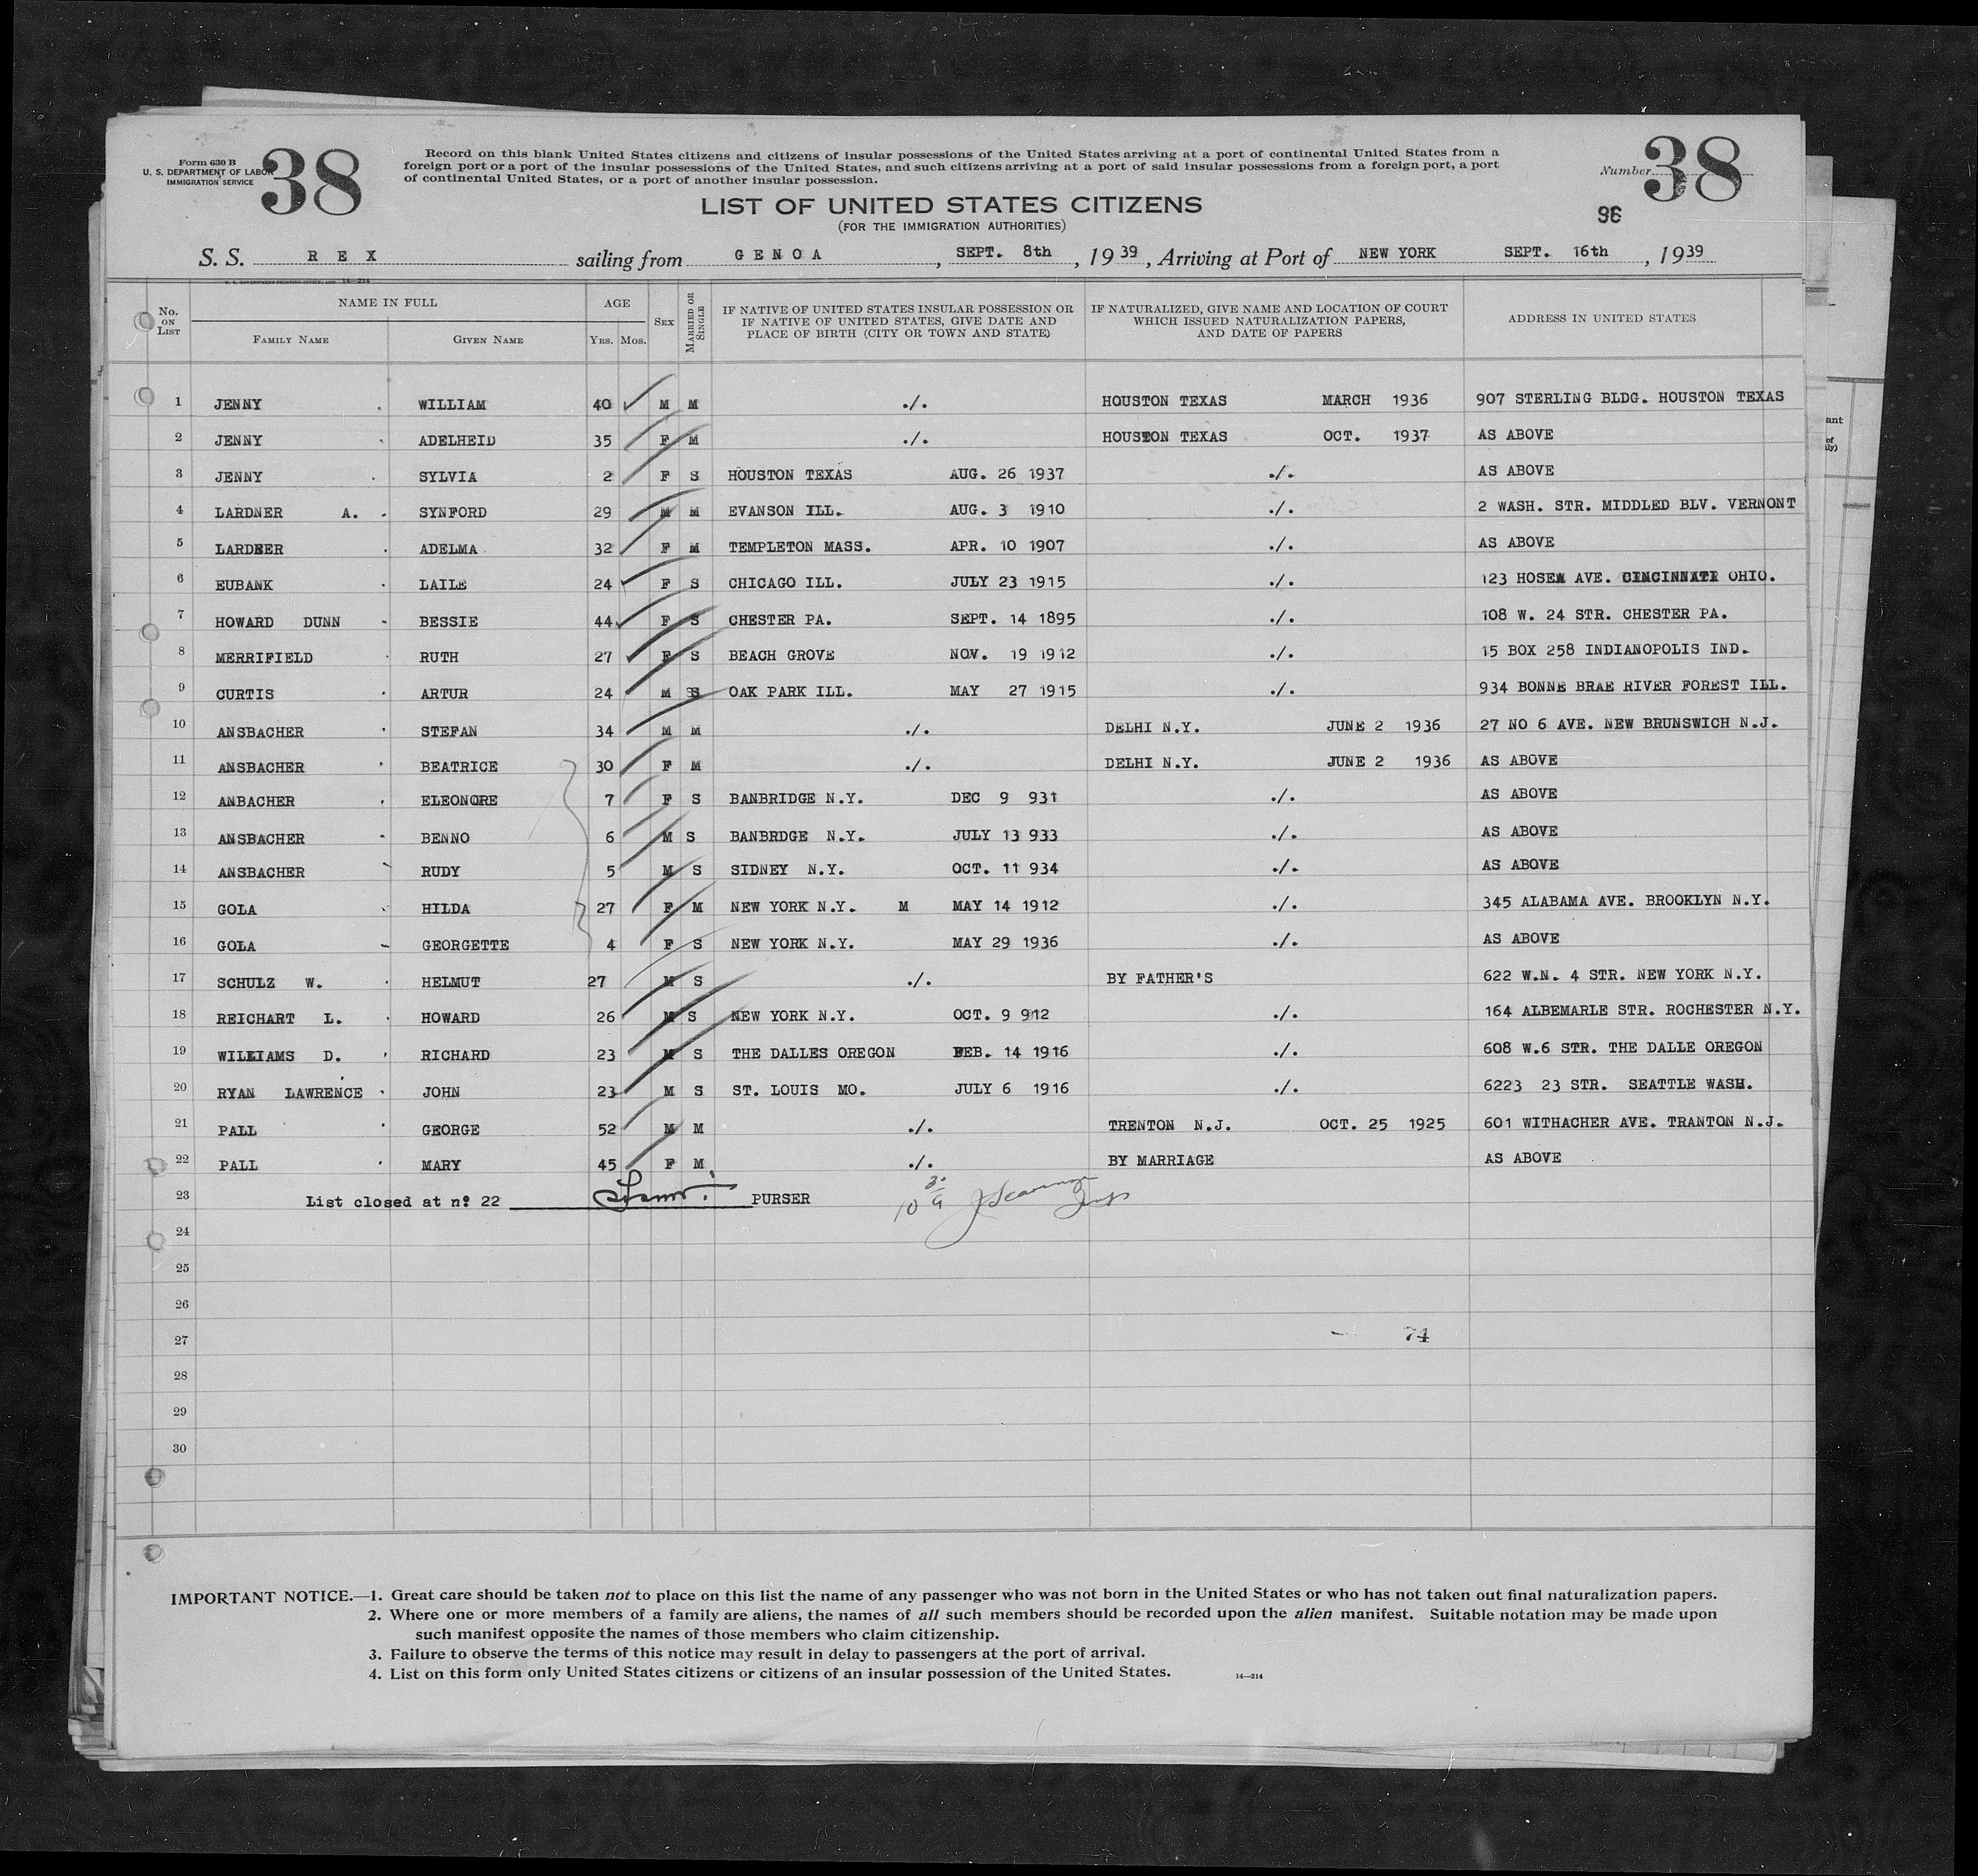 Form 630 B
U. S. DEPARTMENT OF LABOR
IMMIGRATION SERVICE
38
Record on this blank United States citizens and citizens of insular possessions of the United States arriving at a port of continental United States from a
foreign port or a port of the insular possessions of the United States, and such citizens arriving at a port of said insular possessions from a foreign port, a port
of continental United States, or a port of another insular possession.
Number 38
LIST OF UNITED STATES CITIZENS
(FOR THE IMMIGRATION AUTHORITIES)
96
S. S. R E X sailing from G E N O A , SEPT. 8th , 1939 , Arriving at Port of NEW YORK SEPT. 16th , 1939
No. ON LIST NAME IN FULL AGE SEX MARRIED OR SINGLE IF NATIVE OF UNITED STATES INSULAR POSSESSION OR IF NATIVE OF UNITED STATES, GIVE DATE AND PLACE OF BIRTH (CITY OR TOWN AND STATE) IF NATURALIZED, GIVE NAME AND LOCATION OF COURT WHICH ISSUED NATURALIZATION PAPERS, AND DATE OF PAPERS ADDRESS IN UNITED STATES
FAMILY NAME GIVEN NAME YRS. MOS.
1 JENNY WILLIAM 40 M M ./. HOUSTON TEXAS MARCH 1936 907 STERLING BLDG. HOUSTON TEXAS
2 JENNY ADELHEID 35 F M ./. HOUSTON TEXAS OCT. 1937 AS ABOVE
3 JENNY SYLVIA 2 F S HOUSTON TEXAS AUG. 26 1937 ./. AS ABOVE
4 LARDNER A. SYNFORD 29 M M EVANSON ILL. AUG. 3 1910 ./. 2 WASH. STR. MIDDLED BLV. VERNONT
5 LARDNER ADELMA 32 F M TEMPLETON MASS. APR. 10 1907 ./. AS ABOVE
6 EUBANK LAILE 24 F S CHICAGO ILL. JULY 23 1915 ./. 123 HOSEA AVE. CINCINNATI OHIO.
7 HOWARD DUNN BESSIE 44 F S CHESTER PA. SEPT. 14 1895 ./. 108 W. 24 STR. CHESTER PA.
8 MERRIFIELD RUTH 27 F S BEACH GROVE NOV. 19 1912 ./. 15 BOX 258 INDIANOPOLIS IND.
9 CURTIS ARTUR 24 M S OAK PARK ILL. MAY 27 1915 ./. 934 BONNE BRAE RIVER FOREST ILL.
10 ANSBACHER STEFAN 34 M M ./. DELHI N.Y. JUNE 2 1936 27 NO 6 AVE. NEW BRUNSWICH N.J.
11 ANSBACHER BEATRICE 30 F M ./. DELHI N.Y. JUNE 2 1936 AS ABOVE
12 ANBACHER ELEONORE 7 F S BANBRIDGE N.Y. DEC 9 931 ./. AS ABOVE
13 ANSBACHER BENNO 6 M S BANBRDGE N.Y. JULY 13 933 ./. AS ABOVE
14 ANSBACHER RUDY 5 M S SIDNEY N.Y. OCT. 11 934 ./. AS ABOVE
15 GOLA HILDA 27 F M NEW YORK N.Y. M MAY 14 1912 ./. 345 ALABAMA AVE. BROOKLYN N.Y.
16 GOLA GEORGETTE 4 F S NEW YORK N.Y. MAY 29 1936 ./. AS ABOVE
17 SCHULZ W. HELMUT 27 M S ./. BY FATHER'S 622 W.N. 4 STR. NEW YORK N.Y.
18 REICHART L. HOWARD 26 M S NEW YORK N.Y. OCT. 9 912 ./. 164 ALBEMARLE STR. ROCHESTER N.Y.
19 WILLIAMS D. RICHARD 23 M S THE DALLES OREGON FEB. 14 1916 ./. 608 W.6 STR. THE DALLE OREGON
20 RYAN LAWRENCE JOHN 23 M S ST. LOUIS MO. JULY 6 1916 ./. 6223 23 STR. SEATTLE WASH.
21 PALL GEORGE 52 M M ./. TRENTON N.J. OCT. 25 1925 601 WITHACHER AVE. TRANTON N.J.
22 PALL MARY 45 F M ./. BY MARRIAGE AS ABOVE
23 List closed at nº 22 PURSER
24
25
26
27 74
28
29
30
IMPORTANT NOTICE.—1. Great care should be taken not to place on this list the name of any passenger who was not born in the United States or who has not taken out final naturalization papers.
2. Where one or more members of a family are aliens, the names of all such members should be recorded upon the alien manifest. Suitable notation may be made upon
such manifest opposite the names of those members who claim citizenship.
3. Failure to observe the terms of this notice may result in delay to passengers at the port of arrival.
4. List on this form only United States citizens or citizens of an insular possession of the United States.
14—214